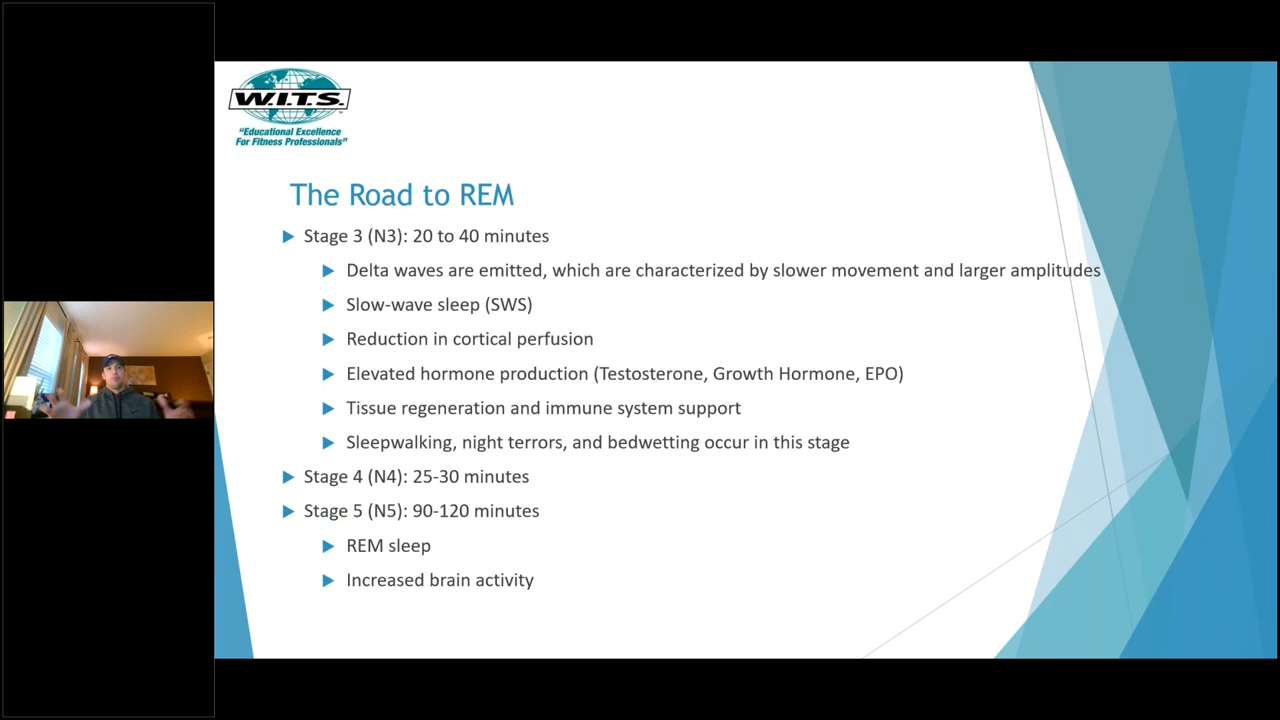 W.I.T.S.
"Educational Excellence
For Fitness Professionals"
The Road to REM
Stage 3 (N3): 20 to 40 minutes
Delta waves are emitted, which are characterized by slower movement and larger amplitudes
Slow-wave sleep (SWS)
Reduction in cortical perfusion
Elevated hormone production (Testosterone, Growth Hormone, EPO)
Tissue regeneration and immune system support
Sleepwalking, night terrors, and bedwetting occur in this stage
Stage 4 (N4): 25-30 minutes
Stage 5 (N5): 90-120 minutes
REM sleep
Increased brain activity